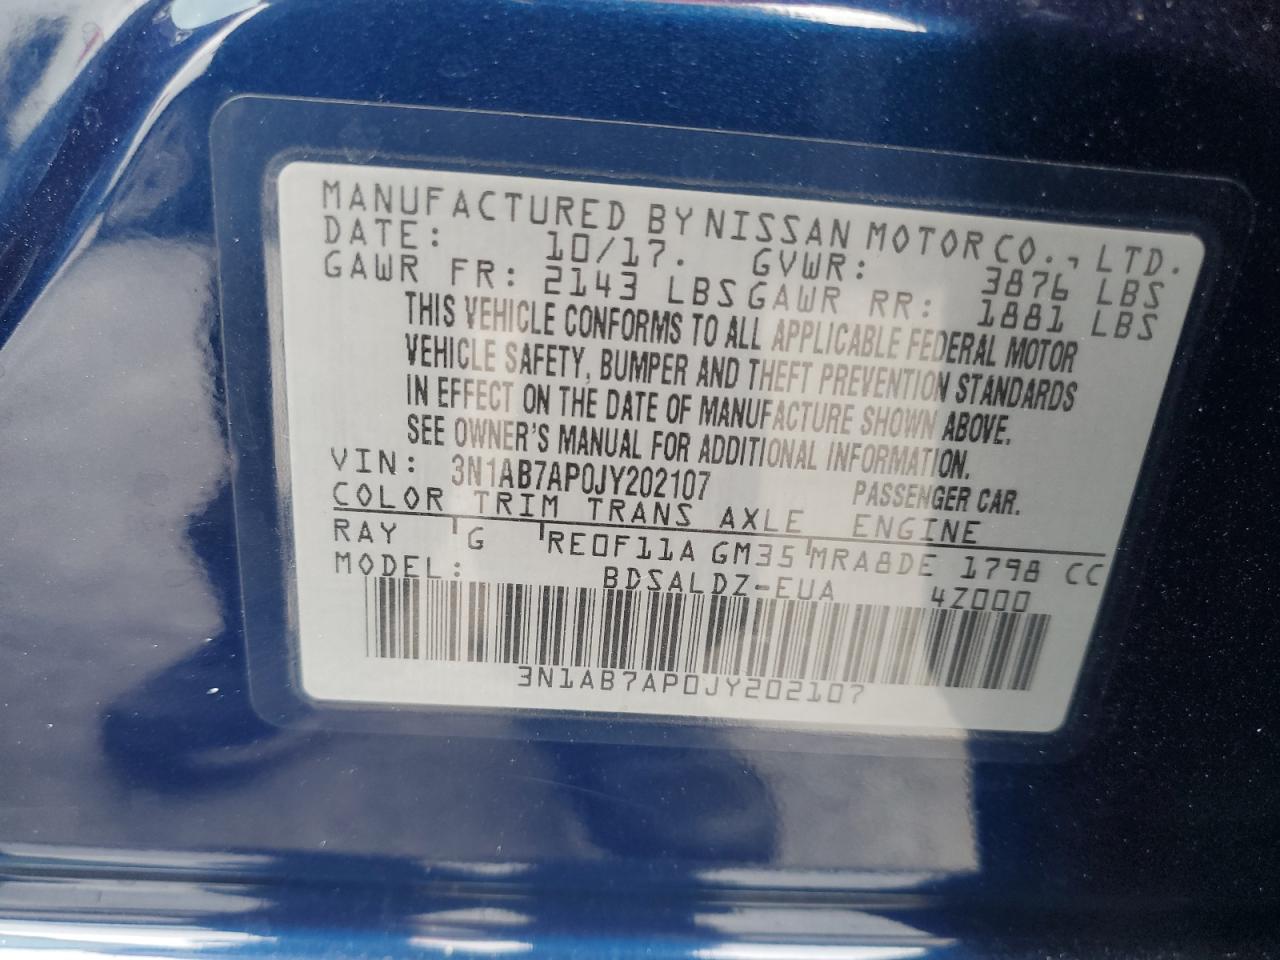 MANUFACTURED BY NISSAN MOTOR CO., LTD.
DATE: 10/17. GVWR: 3876 LBS
GAWR FR: 2143 LBS GAWR RR: 1881 LBS
THIS VEHICLE CONFORMS TO ALL APPLICABLE FEDERAL MOTOR
VEHICLE SAFETY, BUMPER AND THEFT PREVENTION STANDARDS
IN EFFECT ON THE DATE OF MANUFACTURE SHOWN ABOVE.
SEE OWNER'S MANUAL FOR ADDITIONAL INFORMATION.
VIN: 3N1AB7AP0JY202107 PASSENGER CAR.
COLOR TRIM TRANS AXLE ENGINE
RAY G RE0F11A GM35 MRA8DE 1798 CC
MODEL: BDSALDZ-EUA 4Z000
3N1AB7AP0JY202107